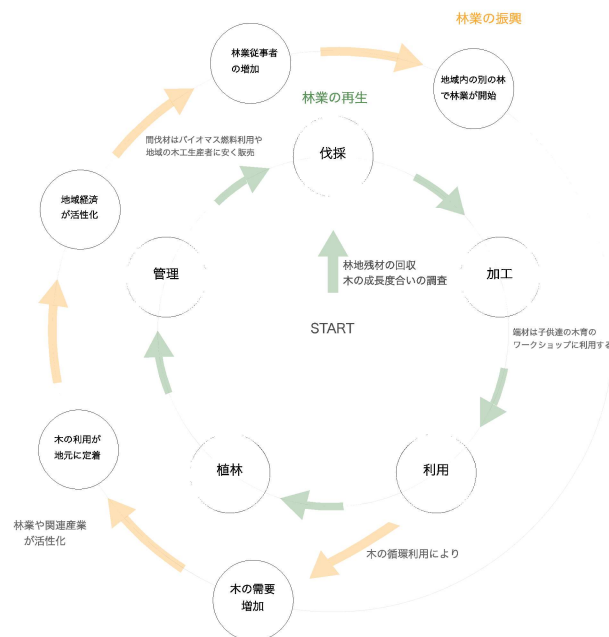 林業の振興
林業従事者
の増加
地域内の別の林
で林業が開始
林業の再生
間伐材はバイオマス燃料利用や
地域の木工生産者に安く販売
伐採
地域経済
が活性化
管理
林地残材の回収
木の成長度合いの調査
加工
START
端材は子供達の木育の
ワークショップに利用する
木の利用が
地元に定着
植林
利用
林業や関連産業
が活性化
木の循環利用により
木の需要
増加